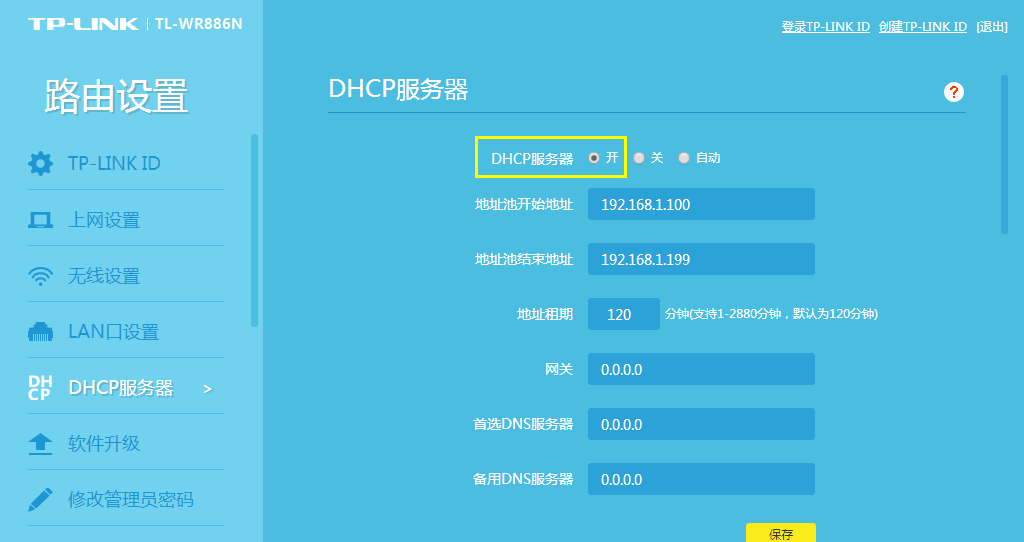 TP-LINK | TL-WR886N
登录TP-LINK ID 创建TP-LINK ID [退出]
路由设置
TP-LINK ID
上网设置
无线设置
LAN口设置
DHCP服务器 >
软件升级
修改管理员密码
DHCP服务器
?
DHCP服务器 开 关 自动
地址池开始地址 192.168.1.100
地址池结束地址 192.168.1.199
地址租期 120 分钟(支持1-2880分钟，默认为120分钟)
网关 0.0.0.0
首选DNS服务器 0.0.0.0
备用DNS服务器 0.0.0.0
保存